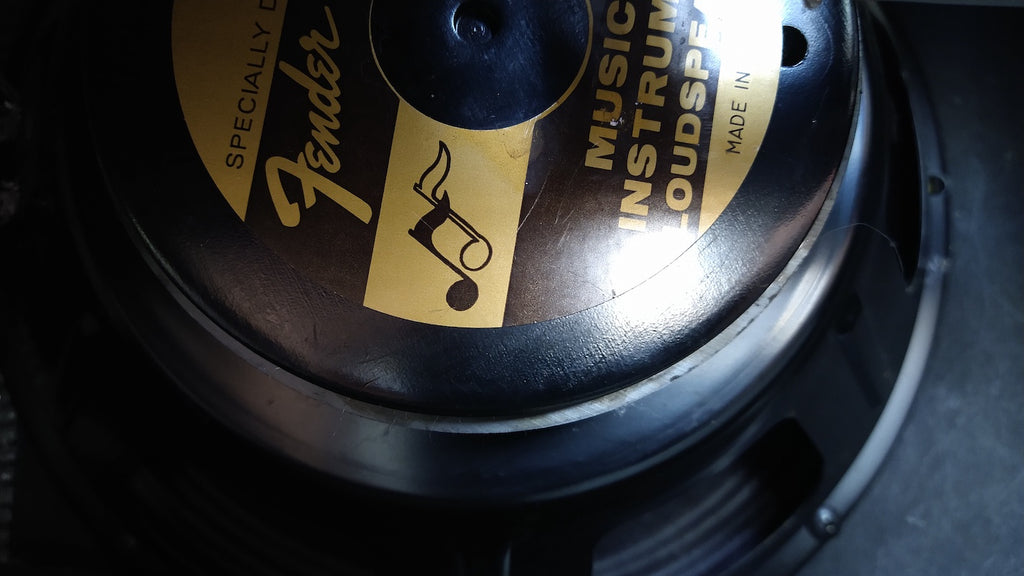 SPECIALLY D
Fender
MUSIC
INSTRUM
LOUDSPE
MADE IN